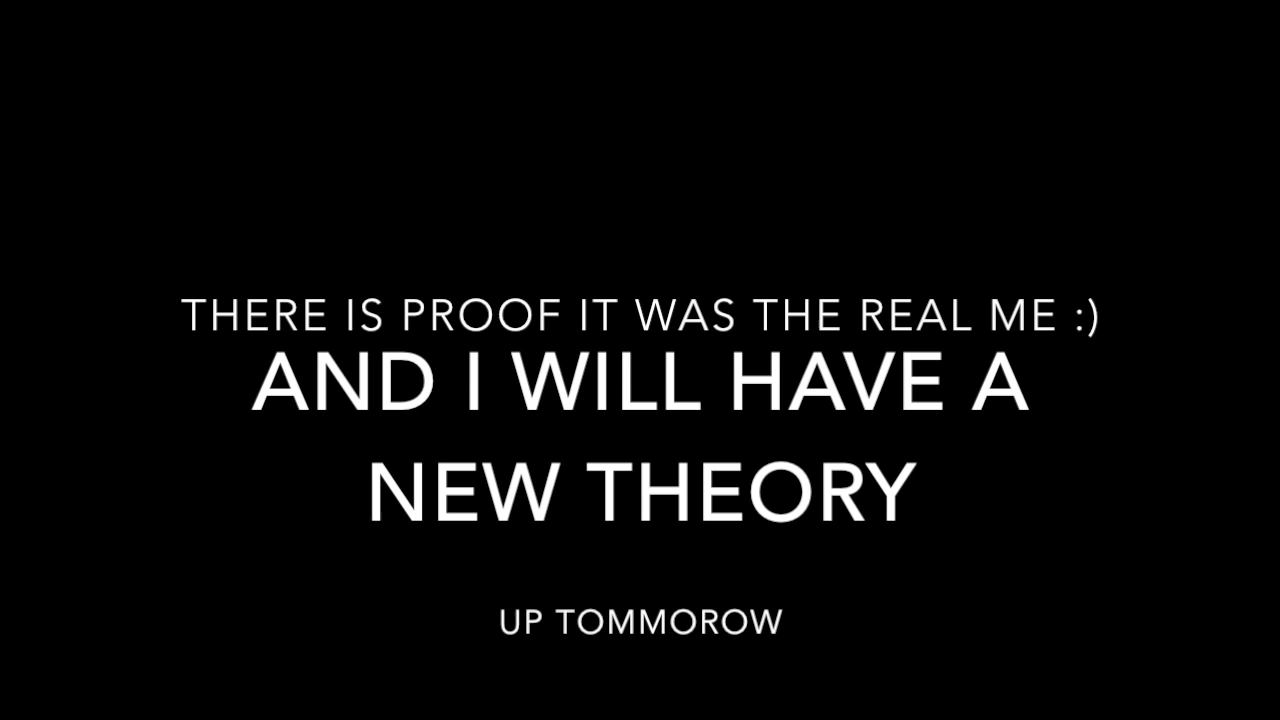 THERE IS PROOF IT WAS THE REAL ME :)
AND I WILL HAVE A
NEW THEORY
UP TOMMOROW